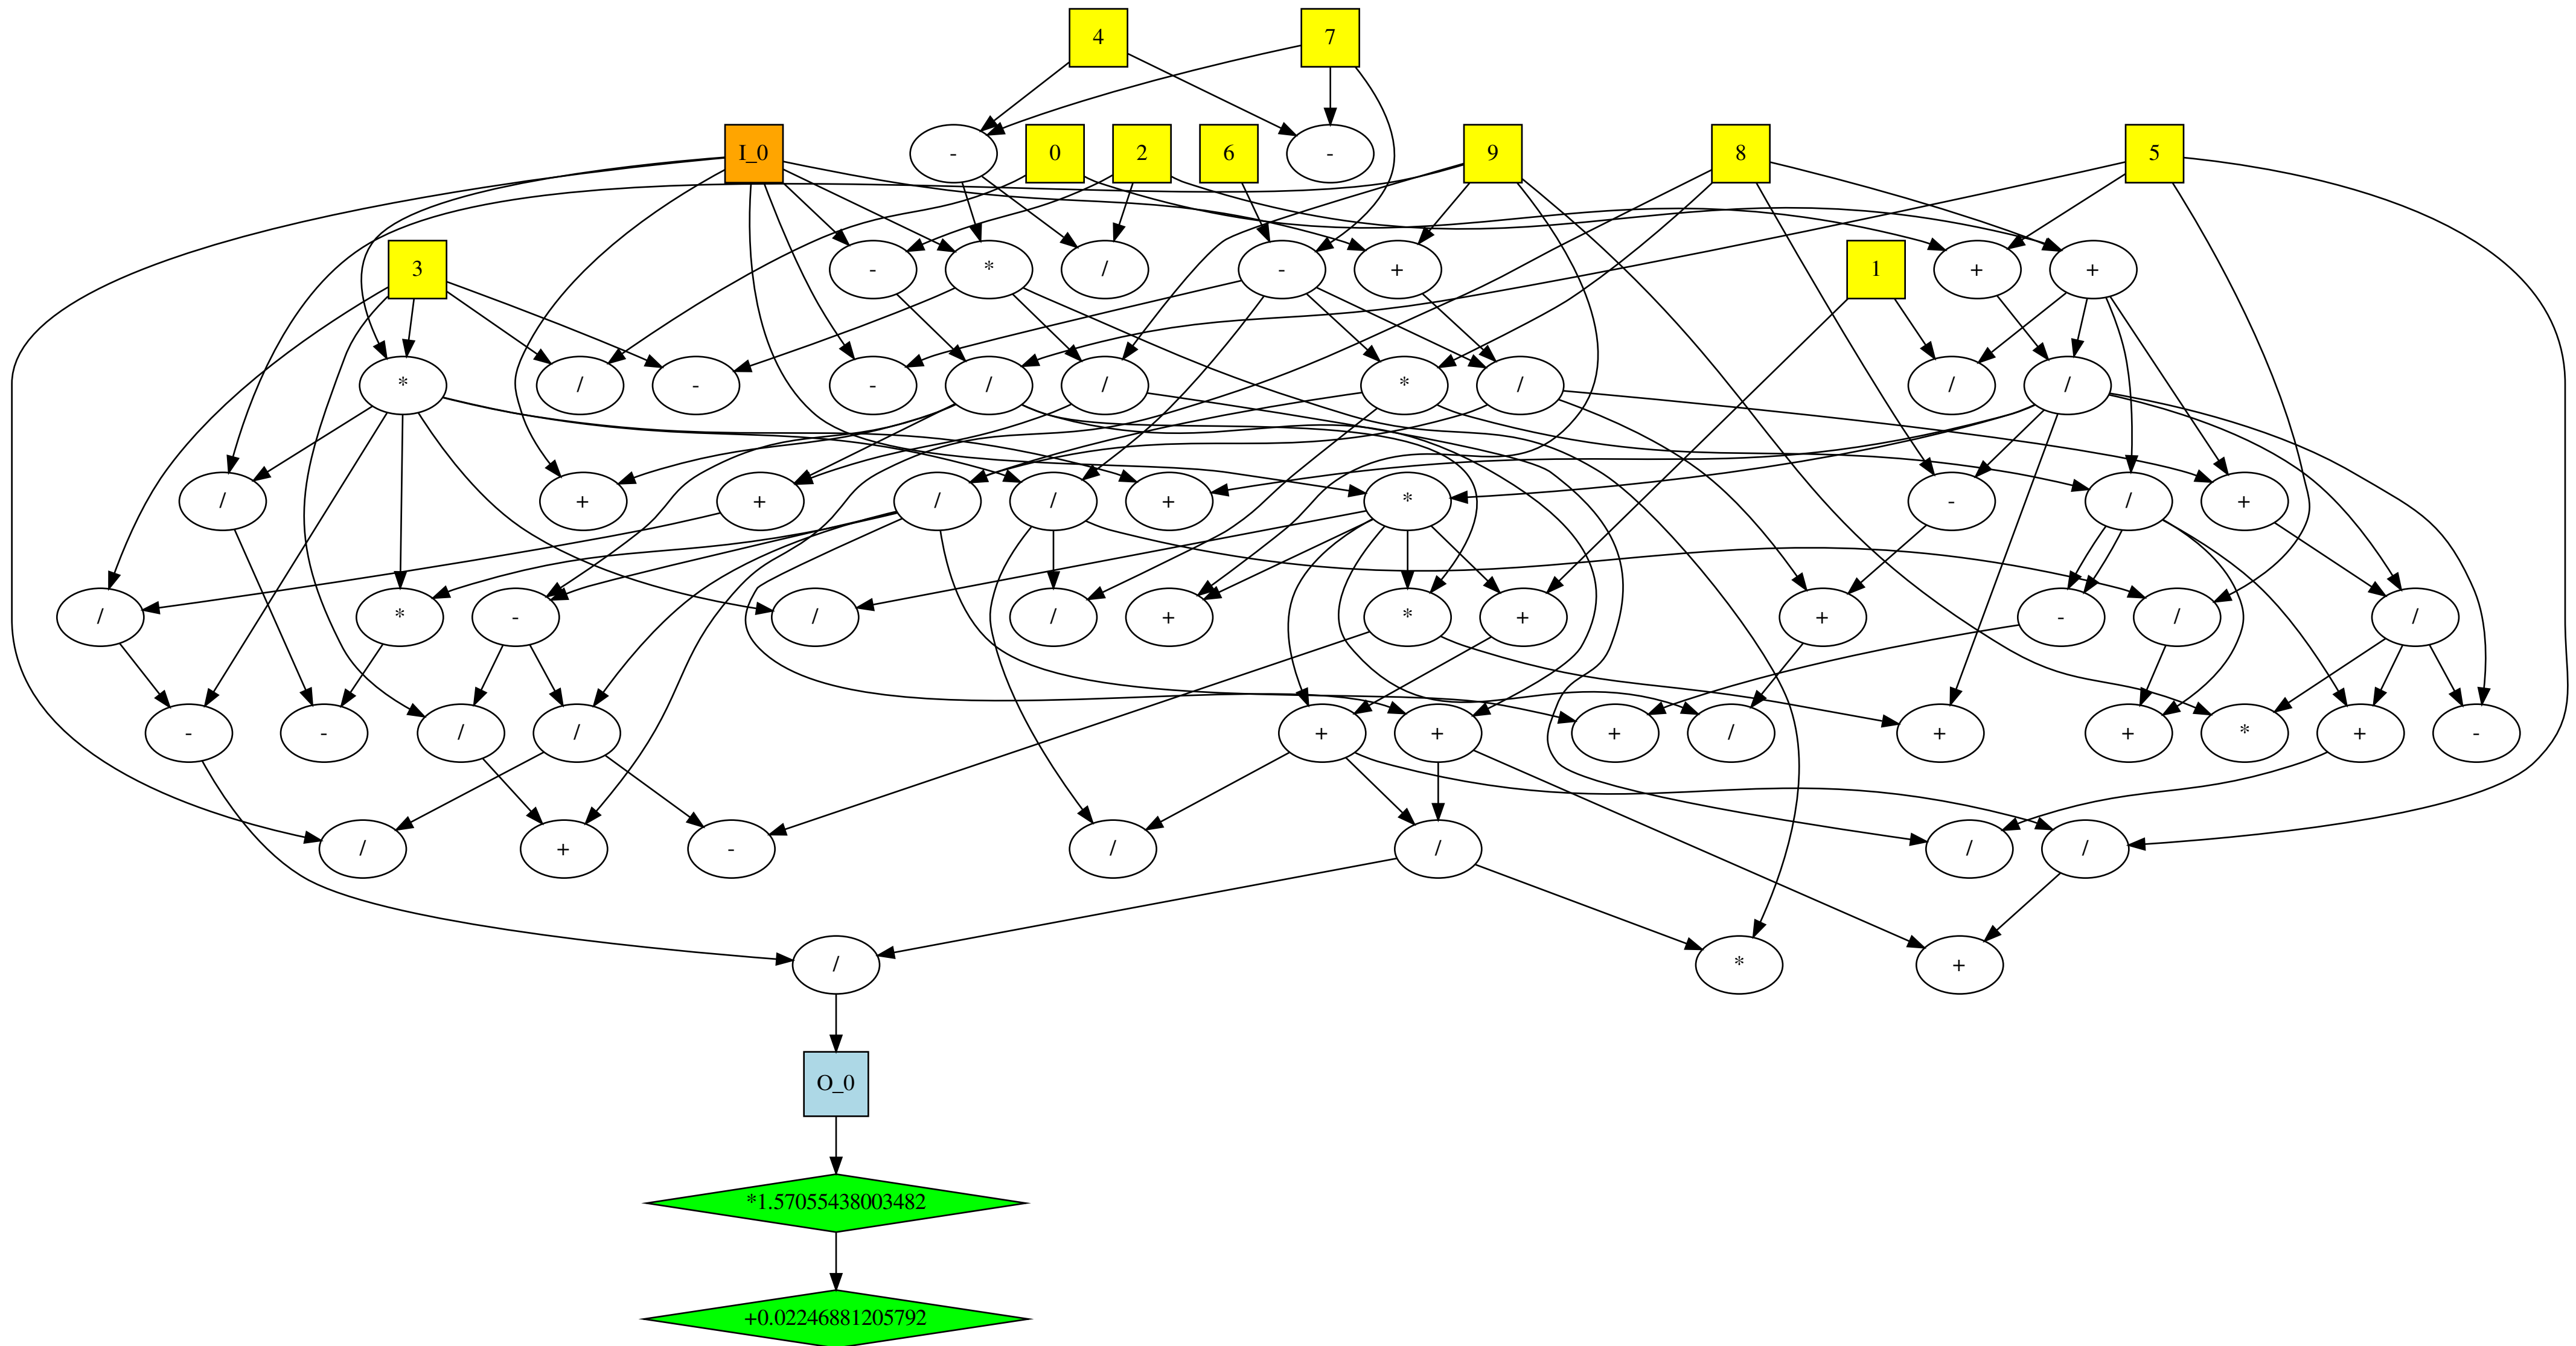 4 7
I_0 - 0 2 6 - 9 8 5
3 - * / - + 1 + +
* / - - / / * / / /
/ + + / / + * - / +
/ * - / / + * + + - / /
- - / / + + + / + + * + -
/ + - / / / /
/ * +
O_0
*1.57055438003482
+0.02246881205792